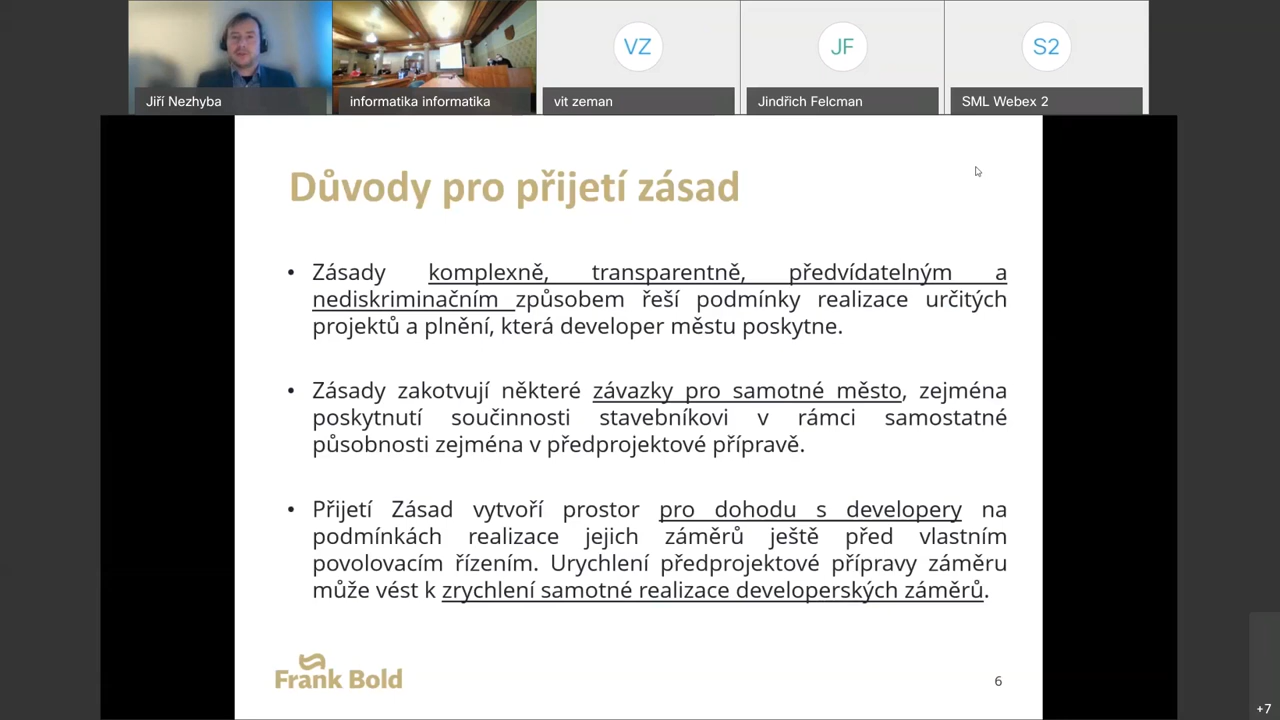 VZ
JF
S2
Jiří Nezhyba
informatika informatika
vit zeman
Jindřich Felcman
SML Webex 2
Důvody pro přijetí zásad
• Zásady komplexně, transparentně, předvídatelným a
nediskriminačním způsobem řeší podmínky realizace určitých
projektů a plnění, která developer městu poskytne.
• Zásady zakotvují některé závazky pro samotné město, zejména
poskytnutí součinnosti stavebníkovi v rámci samostatné
působnosti zejména v předprojektové přípravě.
• Přijetí Zásad vytvoří prostor pro dohodu s developery na
podmínkách realizace jejich záměrů ještě před vlastním
povolovacím řízením. Urychlení předprojektové přípravy záměru
může vést k zrychlení samotné realizace developerských záměrů.
Frank Bold
6
+7